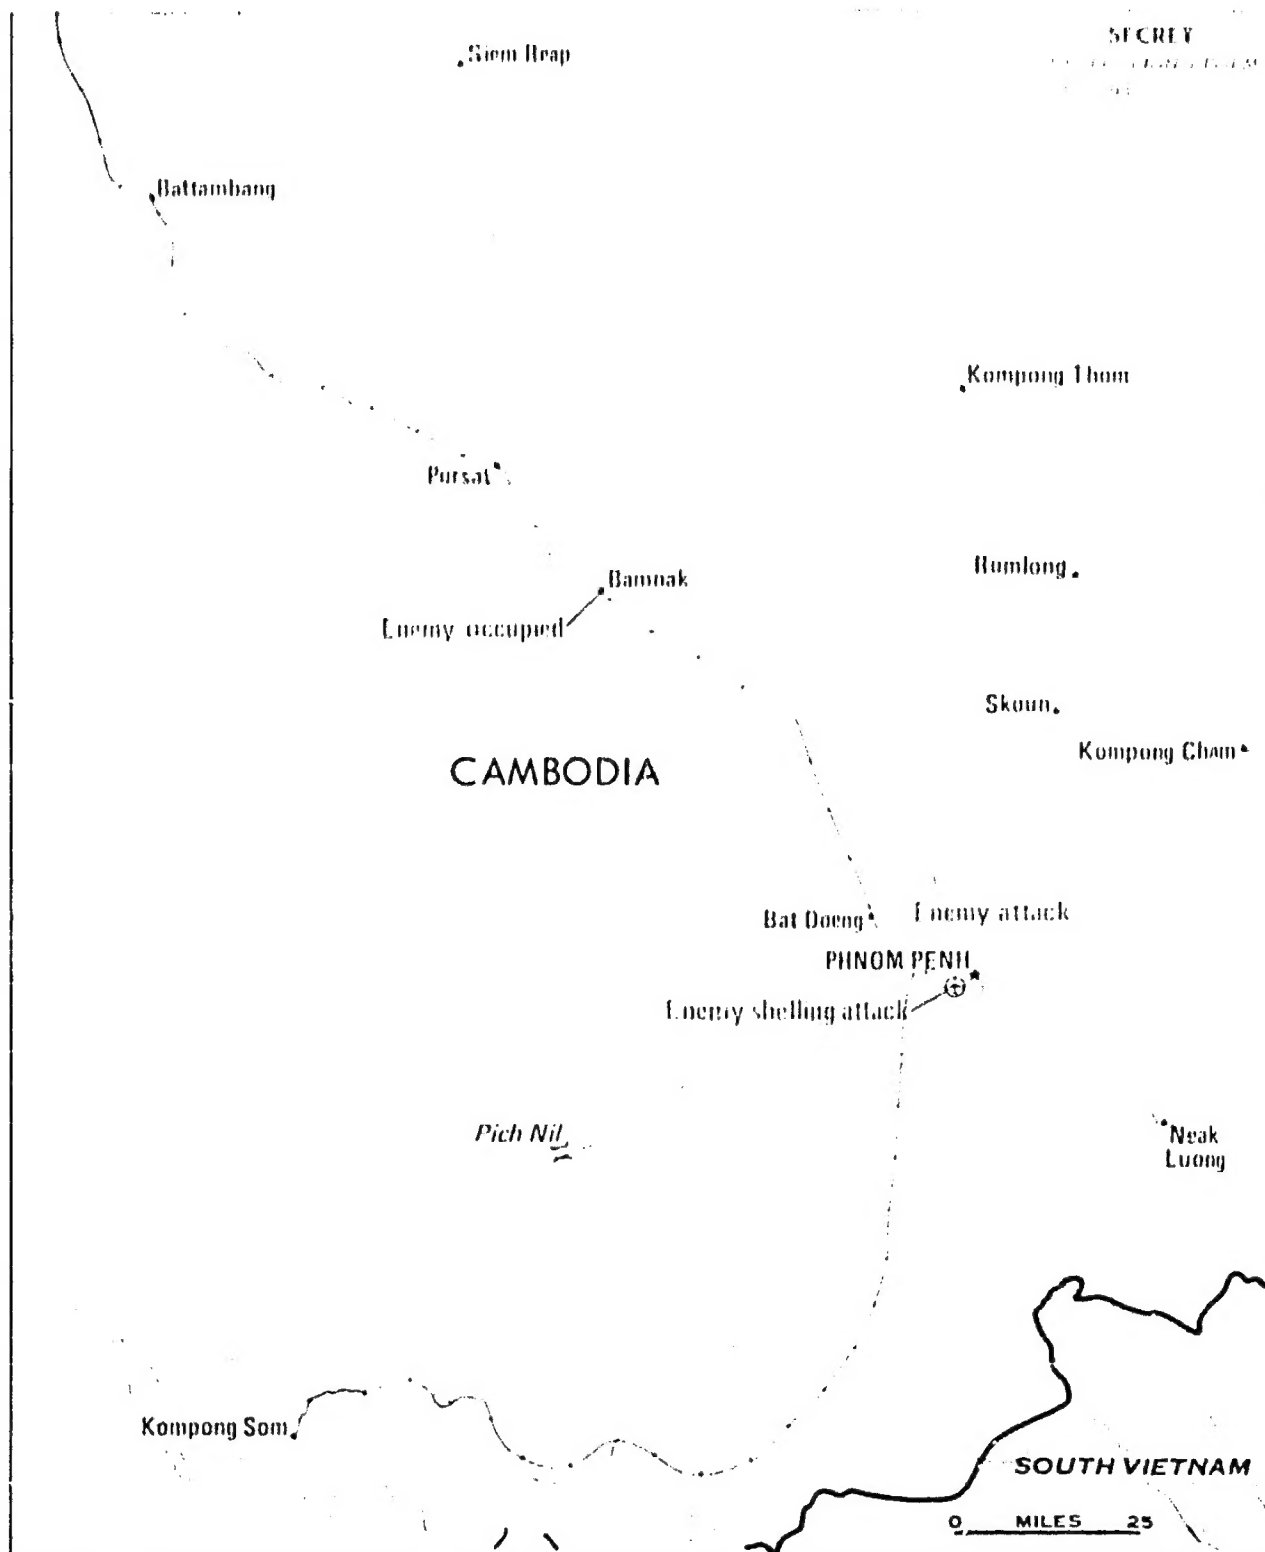 SECRET
Siem Reap
Battambang
Kompong Thom
Pursat
Bamnak
Rumlong
Enemy occupied
Skoun
Kompong Cham
CAMBODIA
Bat Doeng
Enemy attack
PHNOM PENH
Enemy shelling attack
Pich Nil
Neak
Luong
Kompong Som
SOUTH VIETNAM
0 MILES 25